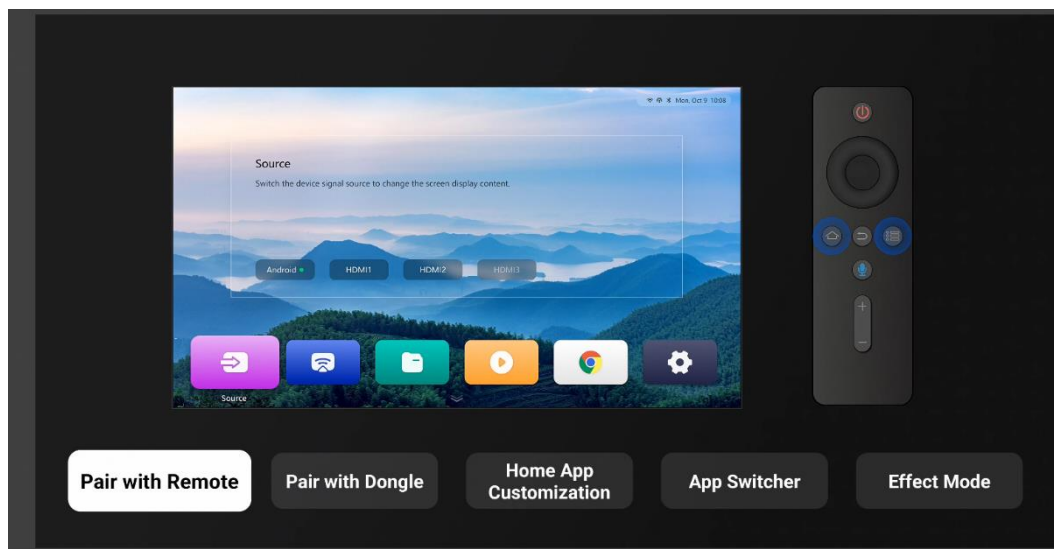 Mon, Oct 9 10:08
Source
Switch the device signal source to change the screen display content.
Android
HDMI1
HDMI2
HDMI3
Source
Pair with Remote
Pair with Dongle
Home App
Customization
App Switcher
Effect Mode